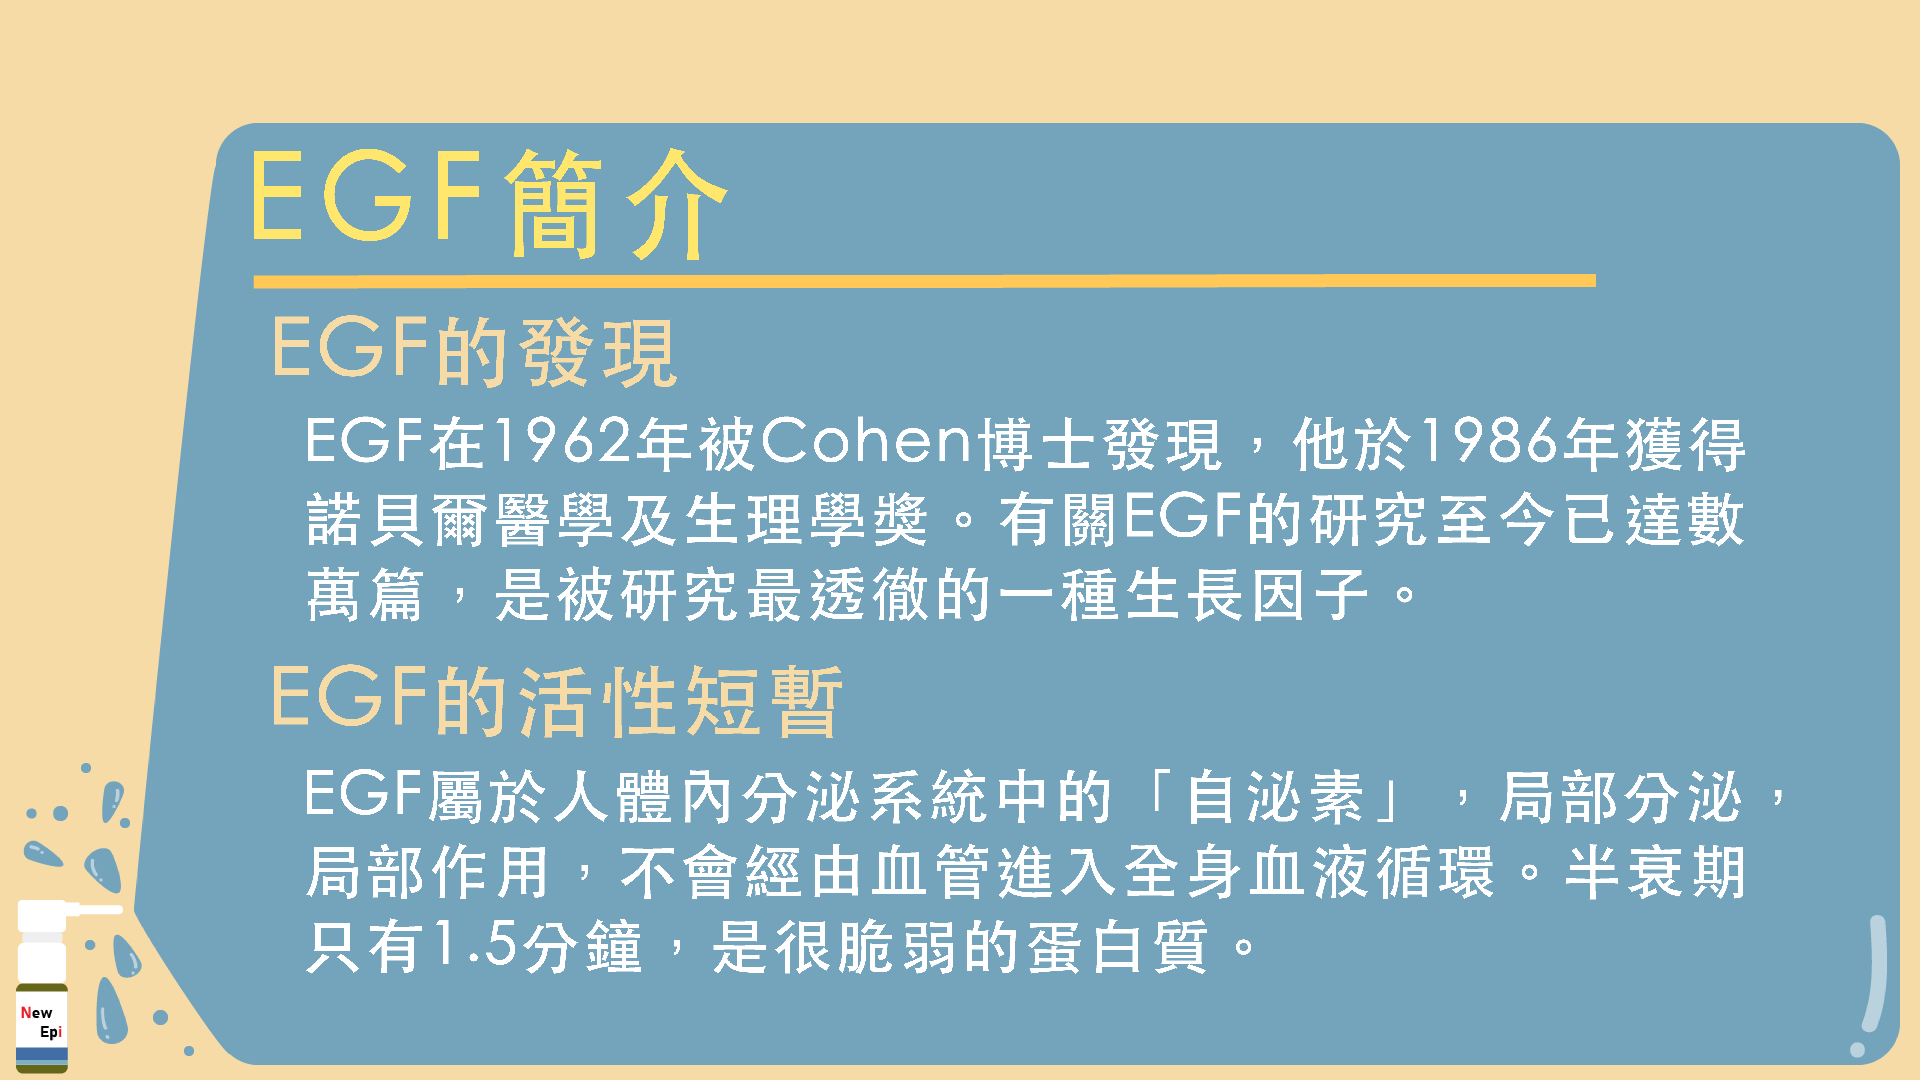 EGF簡介
EGF的發現
EGF在1962年被Cohen博士發現，他於1986年獲得
諾貝爾醫學及生理學獎。有關EGF的研究至今已達數
萬篇，是被研究最透徹的一種生長因子。
EGF的活性短暫
EGF屬於人體內分泌系統中的「自泌素」，局部分泌，
局部作用，不會經由血管進入全身血液循環。半衰期
只有1.5分鐘，是很脆弱的蛋白質。
New
Epi